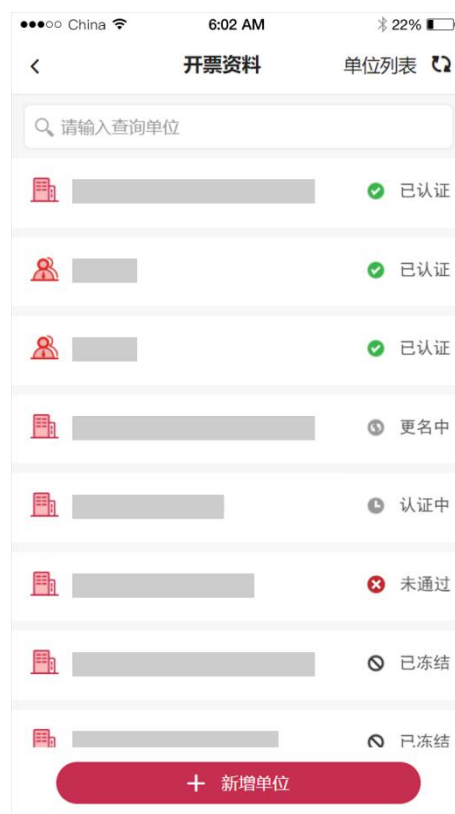 ●●●○○ China 6:02 AM 22%
开票资料 单位列表
请输入查询单位
已认证
已认证
已认证
更名中
认证中
未通过
已冻结
已冻结
＋ 新增单位